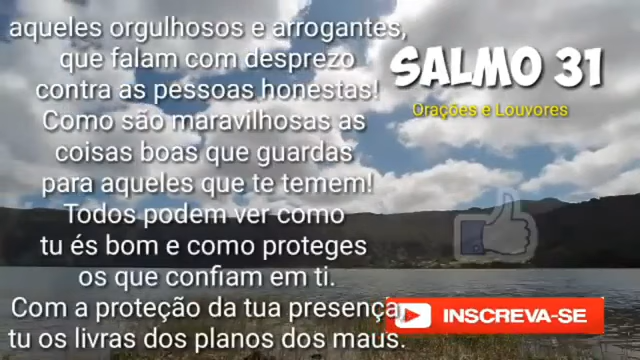 aqueles orgulhosos e arrogantes,
que falam com desprezo
contra as pessoas honestas!
Como são maravilhosas as
coisas boas que guardas
para aqueles que te temem!
Todos podem ver como
tu és bom e como proteges
os que confiam em ti.
Com a proteção da tua presença,
tu os livras dos planos dos maus.
SALMO 31
Orações e Louvores
INSCREVA-SE